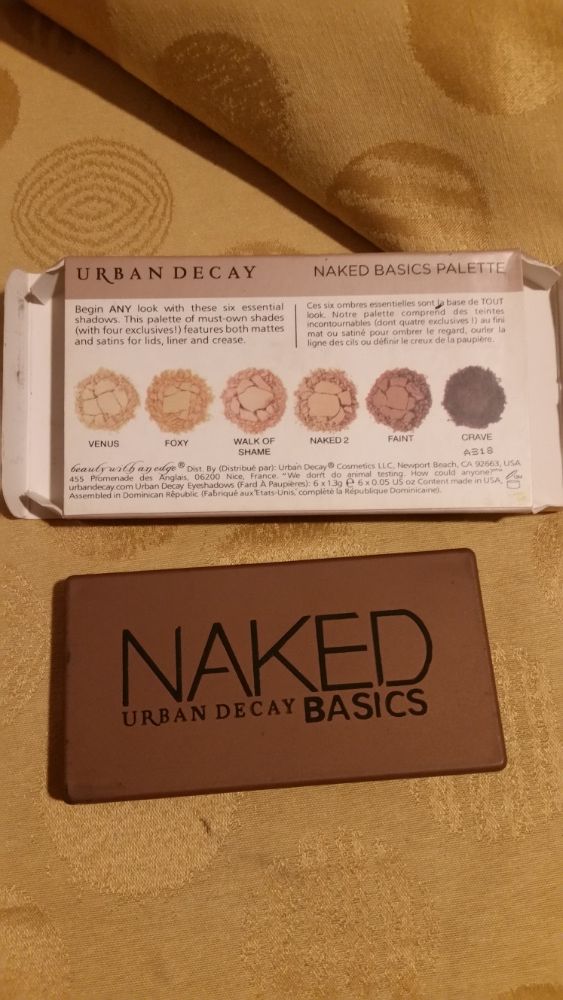 URBAN DECAY NAKED BASICS PALETTE
Begin ANY look with these six essential
shadows. This palette of must-own shades
(with four exclusives!) features both mattes
and satins for lids, liner and crease.
Ces six ombres essentielles sont la base de TOUT
look. Notre palette comprend des teintes
incontournables (dont quatre exclusives !) au fini
mat ou satiné pour ombrer le regard, ourler la
ligne des cils ou définir le creux de la paupière.
VENUS
FOXY
WALK OF
SHAME
NAKED 2
FAINT
CRAVE
AB18
beauty with an edge® Dist. By (Distribué par): Urban Decay® Cosmetics LLC, Newport Beach, CA 92663, USA
455 Promenade des Anglais, 06200 Nice, France. "We don't do animal testing. How could anyone?"™
urbandecay.com Urban Decay Eyeshadows (Fard À Paupières): 6 x 1.3g ℮ 6 x 0.05 US oz Content made in USA,
Assembled in Dominican Républic (Fabriqué aux Etats-Unis, complété la République Dominicaine).
NAKED
URBAN DECAY BASICS